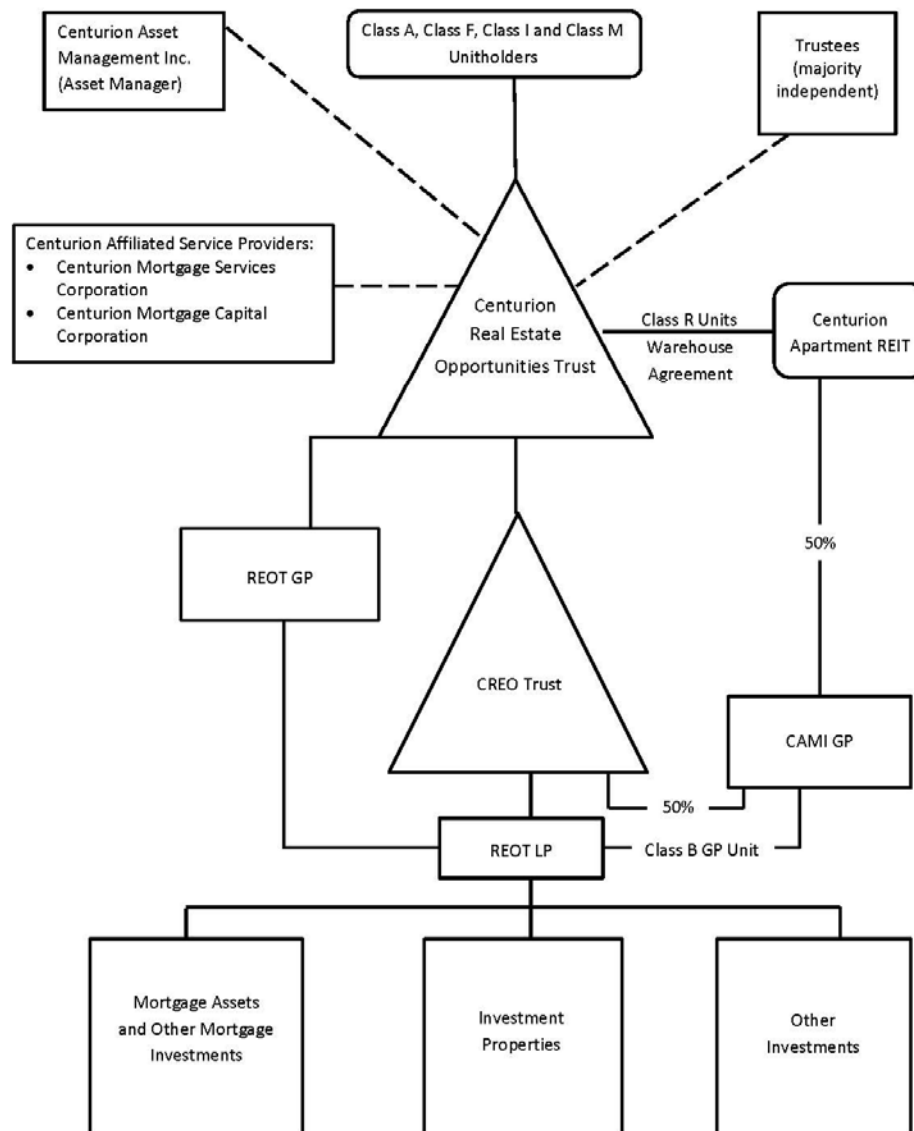 Centurion Asset
Management Inc.
(Asset Manager)
Class A, Class F, Class I and Class M
Unitholders
Trustees
(majority
independent)
Centurion Affiliated Service Providers:
• Centurion Mortgage Services
Corporation
• Centurion Mortgage Capital
Corporation
Centurion
Real Estate
Opportunities Trust
Class R Units
Warehouse
Agreement
Centurion
Apartment REIT
50%
REOT GP
CREO Trust
CAMI GP
50%
REOT LP
Class B GP Unit
Mortgage Assets
and Other Mortgage
Investments
Investment
Properties
Other
Investments